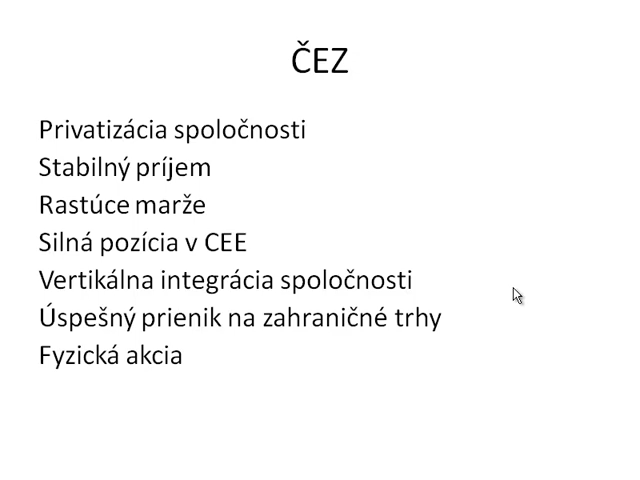 ČEZ
Privatizácia spoločnosti
Stabilný príjem
Rastúce marže
Silná pozícia v CEE
Vertikálna integrácia spoločnosti
Úspešný prienik na zahraničné trhy
Fyzická akcia